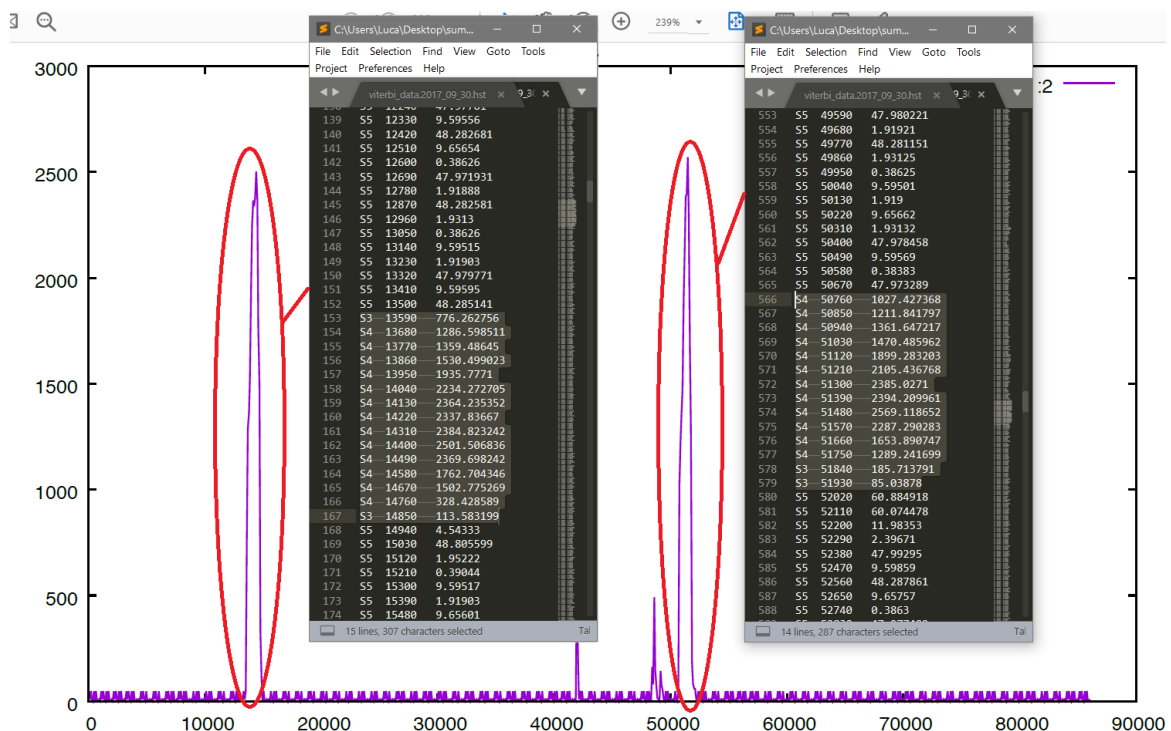 239%
3000
2500
2000
1500
1000
500
0
0 10000 20000 30000 40000 50000 60000 70000 80000 90000
:2
C:\Users\Luca\Desktop\sum...
File Edit Selection Find View Goto Tools
Project Preferences Help
viterbi_data.2017_09_30.hst
139 S5 12330 9.59556
140 S5 12420 48.282681
141 S5 12510 9.65654
142 S5 12600 0.38626
143 S5 12690 47.971931
144 S5 12780 1.91888
145 S5 12870 48.282581
146 S5 12960 1.9313
147 S5 13050 0.38626
148 S5 13140 9.59515
149 S5 13230 1.91903
150 S5 13320 47.979771
151 S5 13410 9.59595
152 S5 13500 48.285141
153 S3 13590 776.262756
154 S4 13680 1286.598511
155 S4 13770 1359.48645
156 S4 13860 1530.499023
157 S4 13950 1935.7771
158 S4 14040 2234.272705
159 S4 14130 2364.235352
160 S4 14220 2337.83667
161 S4 14310 2384.823242
162 S4 14400 2501.506836
163 S4 14490 2369.698242
164 S4 14580 1762.704346
165 S4 14670 1502.775269
166 S4 14760 328.428589
167 S3 14850 113.583199
168 S5 14940 4.54333
169 S5 15030 48.805599
170 S5 15120 1.95222
171 S5 15210 0.39044
172 S5 15300 9.59517
173 S5 15390 1.91903
174 S5 15480 9.65601
15 lines, 307 characters selected
C:\Users\Luca\Desktop\sum...
File Edit Selection Find View Goto Tools
Project Preferences Help
viterbi_data.2017_09_30.hst
553 S5 49590 47.980221
554 S5 49680 1.91921
555 S5 49770 48.281151
556 S5 49860 1.93125
557 S5 49950 0.38625
558 S5 50040 9.59501
559 S5 50130 1.919
560 S5 50220 9.65662
561 S5 50310 1.93132
562 S5 50400 47.978458
563 S5 50490 9.59569
564 S5 50580 0.38383
565 S5 50670 47.973289
566 S4 50760 1027.427368
567 S4 50850 1211.841797
568 S4 50940 1361.647217
569 S4 51030 1470.485962
570 S4 51120 1899.283203
571 S4 51210 2105.436768
572 S4 51300 2385.0271
573 S4 51390 2394.209961
574 S4 51480 2569.118652
575 S4 51570 2287.290283
576 S4 51660 1653.890747
577 S4 51750 1289.241699
578 S3 51840 185.713791
579 S3 51930 85.03878
580 S5 52020 60.884918
581 S5 52110 60.074478
582 S5 52200 11.98353
583 S5 52290 2.39671
584 S5 52380 47.99295
585 S5 52470 9.59859
586 S5 52560 48.287861
587 S5 52650 9.65757
588 S5 52740 0.3863
14 lines, 287 characters selected